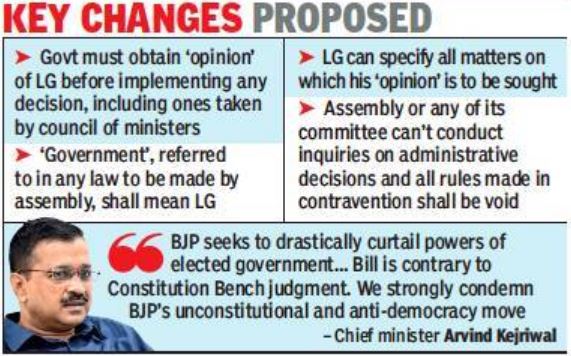 KEY CHANGES PROPOSED
➤ Govt must obtain ‘opinion’
of LG before implementing any
decision, including ones taken
by council of ministers
➤ ‘Government’, referred
to in any law to be made by
assembly, shall mean LG
➤ LG can specify all matters on
which his ‘opinion’ is to be sought
➤ Assembly or any of its
committee can’t conduct
inquiries on administrative
decisions and all rules made in
contravention shall be void
❝ BJP seeks to drastically curtail powers of
elected government... Bill is contrary to
Constitution Bench judgment. We strongly condemn
BJP’s unconstitutional and anti-democracy move
– Chief minister Arvind Kejriwal